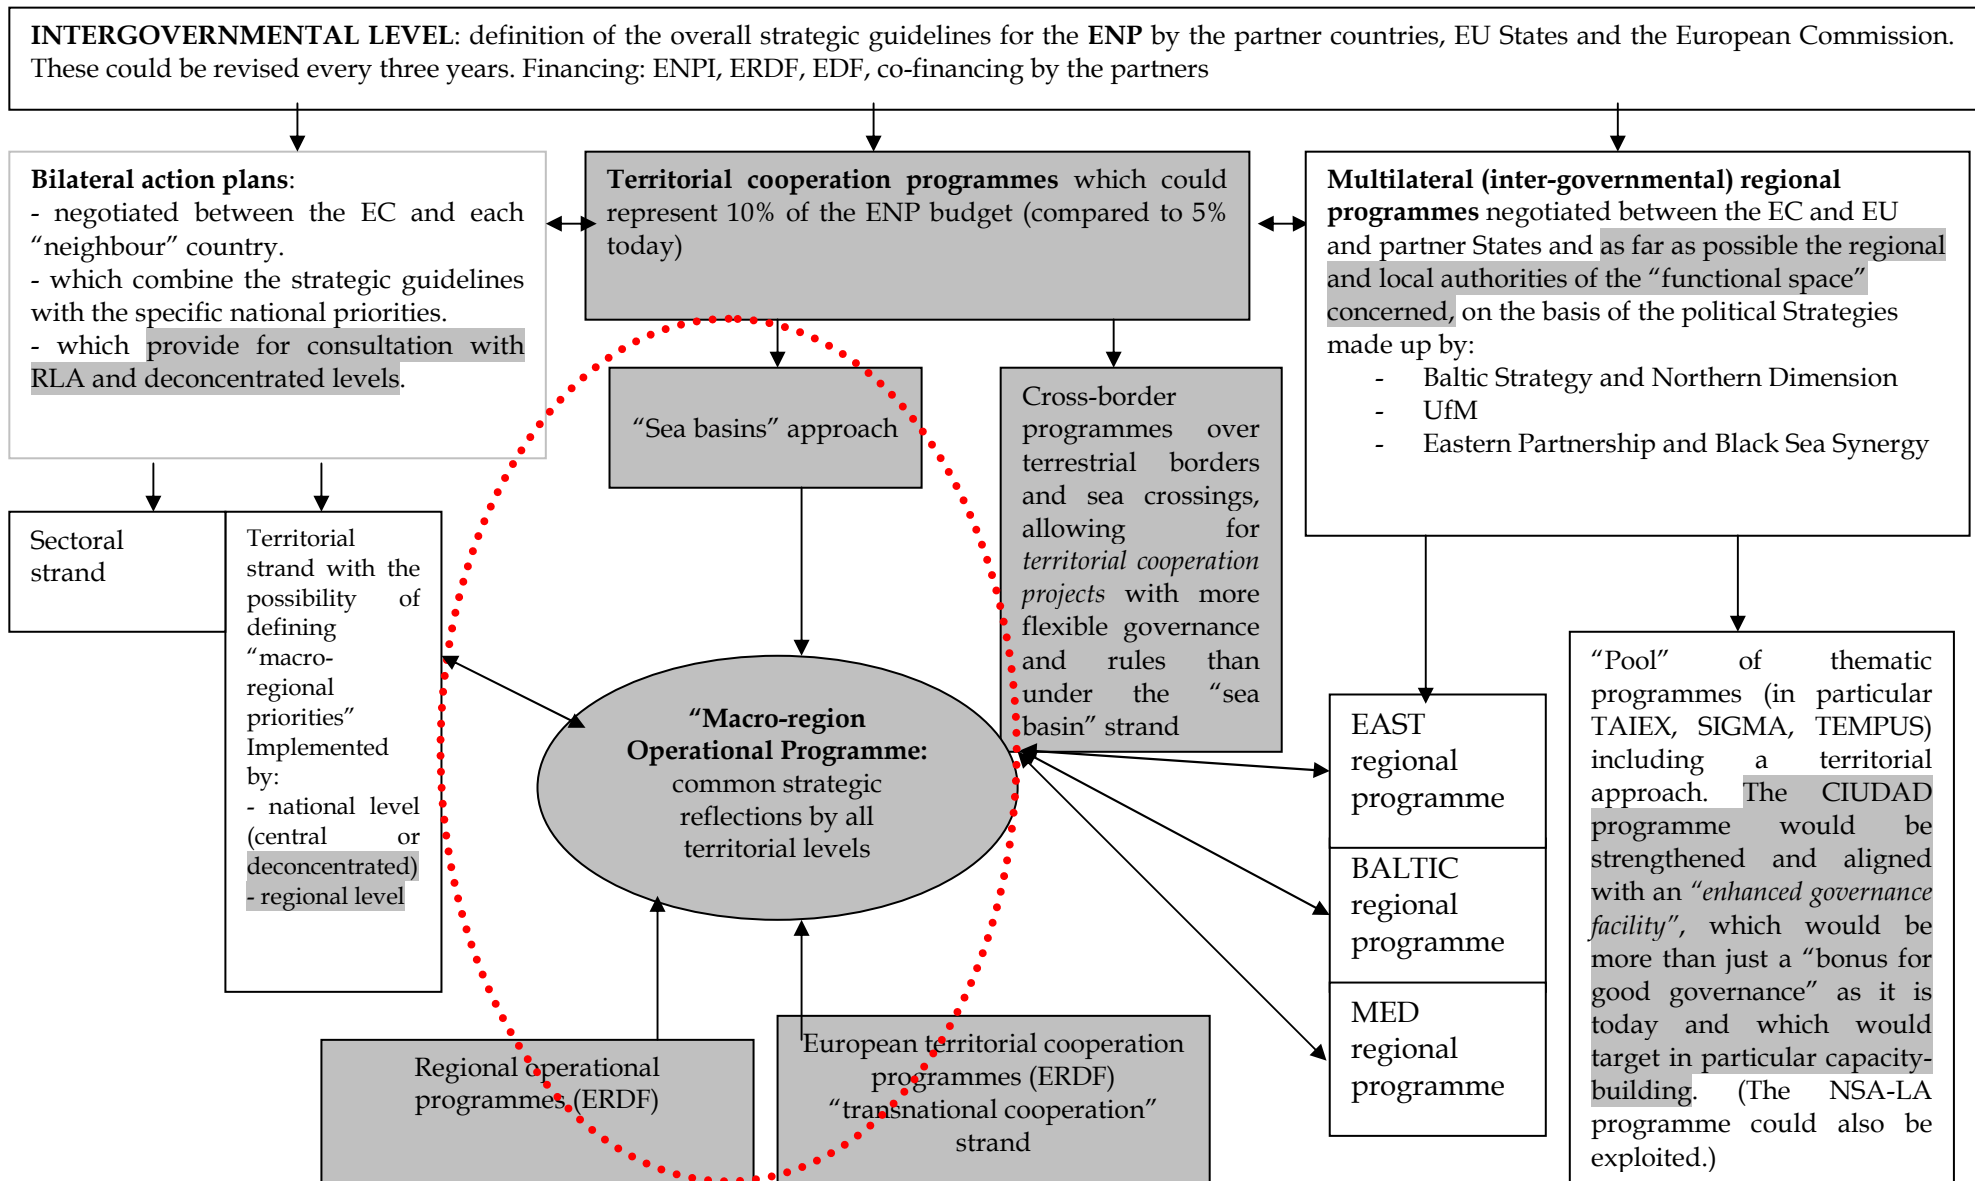 INTERGOVERNMENTAL LEVEL: definition of the overall strategic guidelines for the ENP by the partner countries, EU States and the European Commission.
These could be revised every three years. Financing: ENPI, ERDF, EDF, co-financing by the partners
Bilateral action plans:
- negotiated between the EC and each
“neighbour” country.
- which combine the strategic guidelines
with the specific national priorities.
- which provide for consultation with
RLA and deconcentrated levels.
Territorial cooperation programmes which could
represent 10% of the ENP budget (compared to 5%
today)
Multilateral (inter-governmental) regional
programmes negotiated between the EC and EU
and partner States and as far as possible the regional
and local authorities of the “functional space”
concerned, on the basis of the political Strategies
made up by:
- Baltic Strategy and Northern Dimension
- UfM
- Eastern Partnership and Black Sea Synergy
“Sea basins” approach
Cross-border
programmes over
terrestrial borders
and sea crossings,
allowing for
territorial cooperation
projects with more
flexible governance
and rules than
under the “sea
basin” strand
Sectoral
strand
Territorial
strand with the
possibility of
defining
“macro-
regional
priorities”
Implemented
by:
- national level
(central or
deconcentrated)
- regional level
“Macro-region
Operational Programme:
common strategic
reflections by all
territorial levels
EAST
regional
programme
BALTIC
regional
programme
MED
regional
programme
“Pool” of thematic
programmes (in particular
TAIEX, SIGMA, TEMPUS)
including a territorial
approach. The CIUDAD
programme would be
strengthened and aligned
with an “enhanced governance
facility”, which would be
more than just a “bonus for
good governance” as it is
today and which would
target in particular capacity-
building. (The NSA-LA
programme could also be
exploited.)
Regional operational
programmes (ERDF)
European territorial cooperation
programmes (ERDF)
“transnational cooperation”
strand